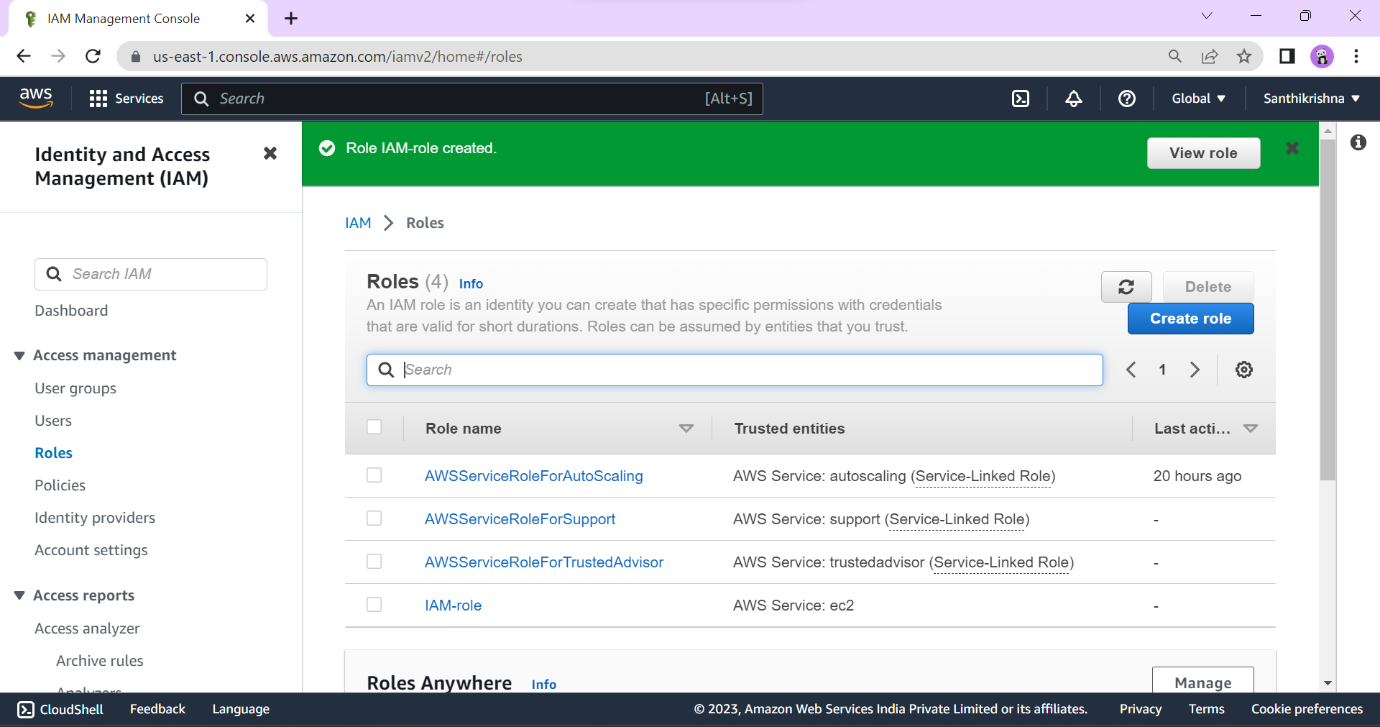 IAM Management Console
us-east-1.console.aws.amazon.com/iamv2/home#/roles
aws
Services
Search
[Alt+S]
Global
Santhikrishna
Identity and Access
Management (IAM)
Search IAM
Dashboard
Access management
User groups
Users
Roles
Policies
Identity providers
Account settings
Access reports
Access analyzer
Archive rules
Analyzers
Role IAM-role created.
View role
IAM
Roles
Roles (4) Info
An IAM role is an identity you can create that has specific permissions with credentials
that are valid for short durations. Roles can be assumed by entities that you trust.
Delete
Create role
Search
1
Role name Trusted entities Last acti...
AWSServiceRoleForAutoScaling AWS Service: autoscaling (Service-Linked Role) 20 hours ago
AWSServiceRoleForSupport AWS Service: support (Service-Linked Role) -
AWSServiceRoleForTrustedAdvisor AWS Service: trustedadvisor (Service-Linked Role) -
IAM-role AWS Service: ec2 -
Roles Anywhere Info
Manage
CloudShell Feedback Language © 2023, Amazon Web Services India Private Limited or its affiliates. Privacy Terms Cookie preferences